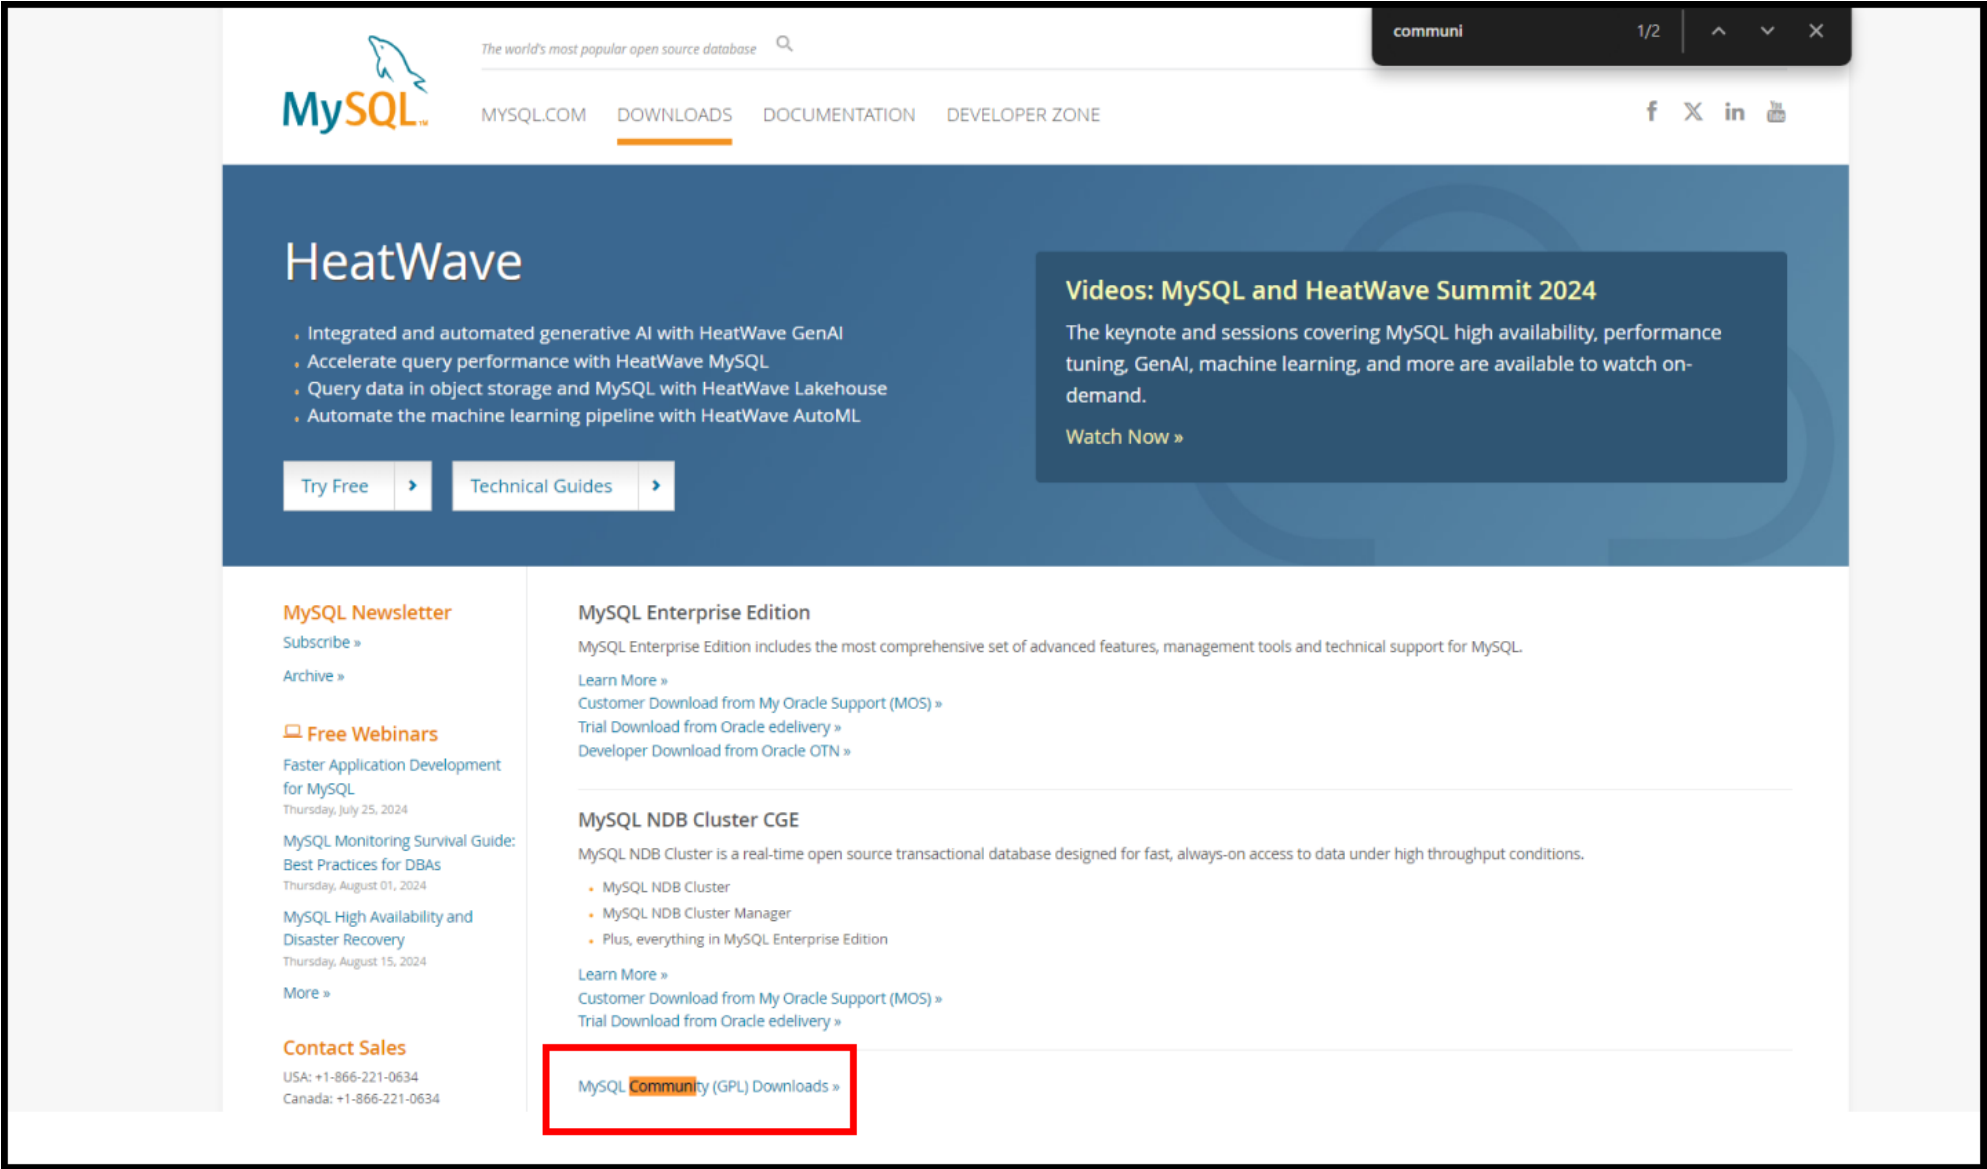 The world's most popular open source database
communi 1/2
MySQL™
MYSQL.COM DOWNLOADS DOCUMENTATION DEVELOPER ZONE
f X in You Tube
HeatWave
Integrated and automated generative AI with HeatWave GenAI
Accelerate query performance with HeatWave MySQL
Query data in object storage and MySQL with HeatWave Lakehouse
Automate the machine learning pipeline with HeatWave AutoML
Try Free
Technical Guides
Videos: MySQL and HeatWave Summit 2024
The keynote and sessions covering MySQL high availability, performance
tuning, GenAI, machine learning, and more are available to watch on-
demand.
Watch Now »
MySQL Newsletter
Subscribe »
Archive »
Free Webinars
Faster Application Development
for MySQL
Thursday, July 25, 2024
MySQL Monitoring Survival Guide:
Best Practices for DBAs
Thursday, August 01, 2024
MySQL High Availability and
Disaster Recovery
Thursday, August 15, 2024
More »
Contact Sales
USA: +1-866-221-0634
Canada: +1-866-221-0634
MySQL Enterprise Edition
MySQL Enterprise Edition includes the most comprehensive set of advanced features, management tools and technical support for MySQL.
Learn More »
Customer Download from My Oracle Support (MOS) »
Trial Download from Oracle edelivery »
Developer Download from Oracle OTN »
MySQL NDB Cluster CGE
MySQL NDB Cluster is a real-time open source transactional database designed for fast, always-on access to data under high throughput conditions.
MySQL NDB Cluster
MySQL NDB Cluster Manager
Plus, everything in MySQL Enterprise Edition
Learn More »
Customer Download from My Oracle Support (MOS) »
Trial Download from Oracle edelivery »
MySQL Community (GPL) Downloads »